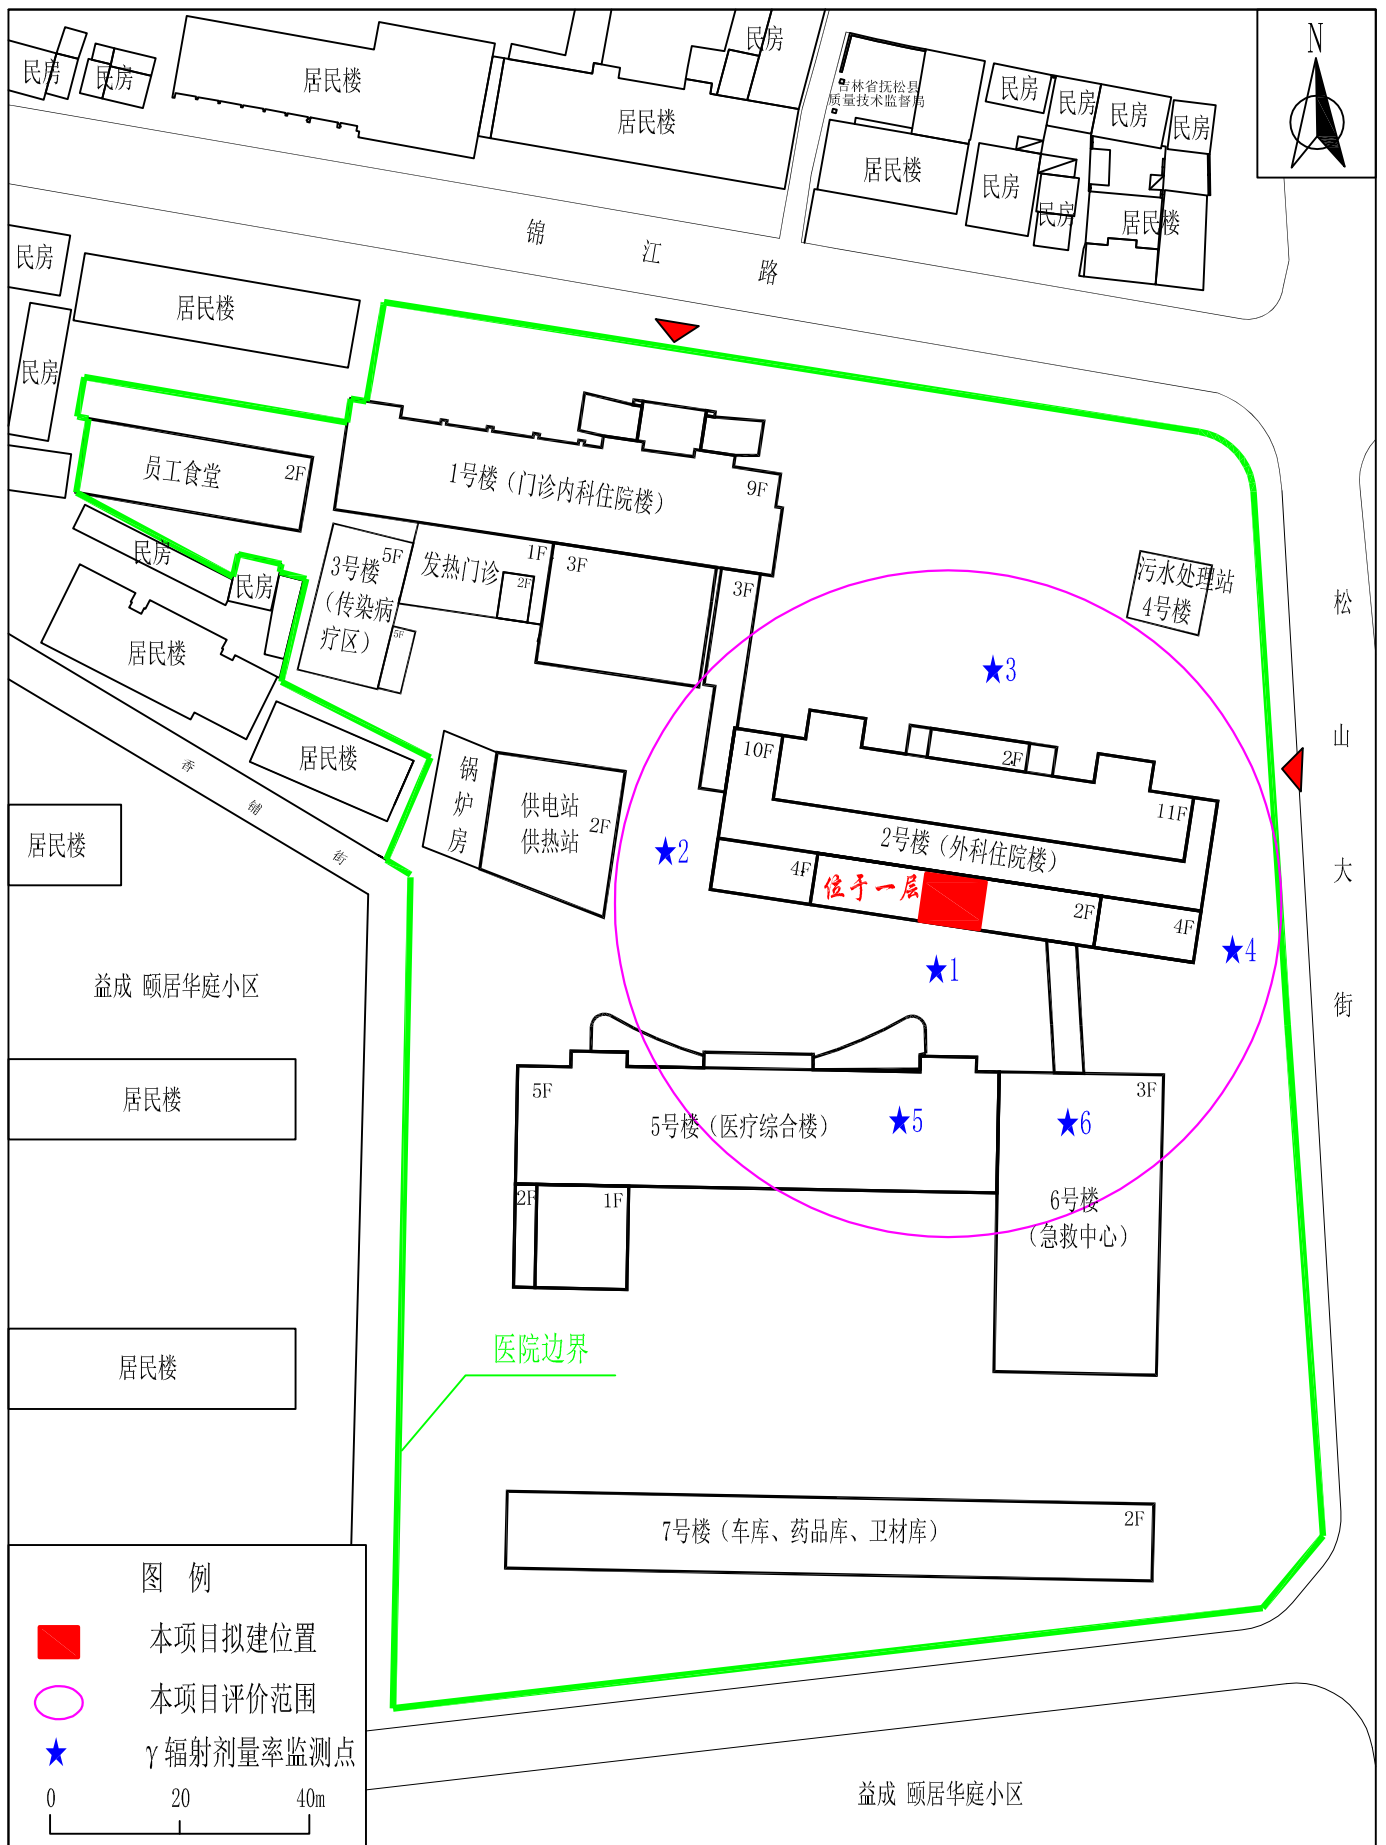 N
民房
民房
居民楼
民房
居民楼
吉林省抚松县
质量技术监督局
居民楼
民房
民房
民房
民房
民房
民房
居民楼
锦 江 路
民房
居民楼
民房
员工食堂
2F
1号楼（门诊内科住院楼）
9F
民房
民房
居民楼
居民楼
3号楼
（传染病
疗区）
5F
5F
发热门诊
1F
2F
3F
3F
污水处理站
4号楼
松山大街
★3
10F
2F
11F
2号楼（外科住院楼）
4F
位于一层
2F
4F
★2
★4
★1
锅炉房
供电站
供热站
2F
香铺街
居民楼
益成 颐居华庭小区
居民楼
居民楼
5F
5号楼（医疗综合楼）
★5
★6
3F
6号楼
（急救中心）
2F
1F
医院边界
7号楼（车库、药品库、卫材库）
2F
图 例
本项目拟建位置
本项目评价范围
γ 辐射剂量率监测点
0 20 40m
益成 颐居华庭小区